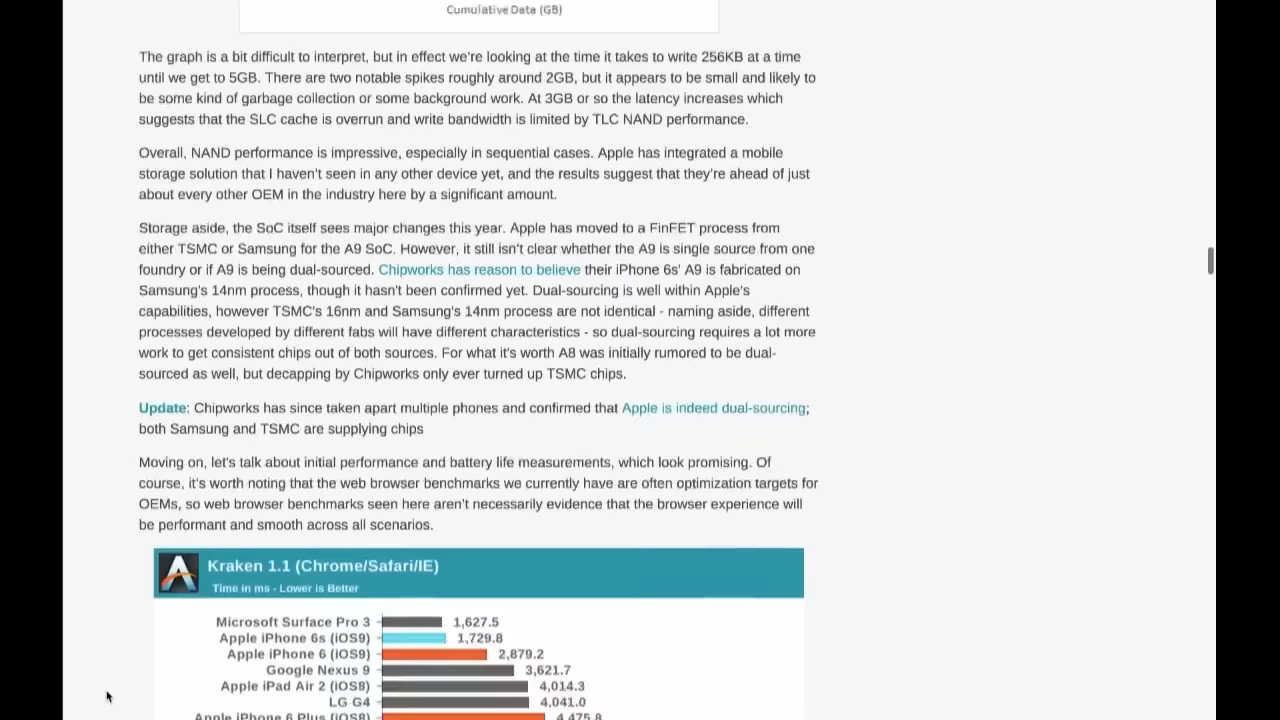 Cumulative Data (GB)
The graph is a bit difficult to interpret, but in effect we're looking at the time it takes to write 256KB at a time
until we get to 5GB. There are two notable spikes roughly around 2GB, but it appears to be small and likely to
be some kind of garbage collection or some background work. At 3GB or so the latency increases which
suggests that the SLC cache is overrun and write bandwidth is limited by TLC NAND performance.
Overall, NAND performance is impressive, especially in sequential cases. Apple has integrated a mobile
storage solution that I haven't seen in any other device yet, and the results suggest that they're ahead of just
about every other OEM in the industry here by a significant amount.
Storage aside, the SoC itself sees major changes this year. Apple has moved to a FinFET process from
either TSMC or Samsung for the A9 SoC. However, it still isn't clear whether the A9 is single source from one
foundry or if A9 is being dual-sourced. Chipworks has reason to believe their iPhone 6s' A9 is fabricated on
Samsung's 14nm process, though it hasn't been confirmed yet. Dual-sourcing is well within Apple's
capabilities, however TSMC's 16nm and Samsung's 14nm process are not identical - naming aside, different
processes developed by different fabs will have different characteristics - so dual-sourcing requires a lot more
work to get consistent chips out of both sources. For what it's worth A8 was initially rumored to be dual-
sourced as well, but decapping by Chipworks only ever turned up TSMC chips.
Update: Chipworks has since taken apart multiple phones and confirmed that Apple is indeed dual-sourcing;
both Samsung and TSMC are supplying chips
Moving on, let's talk about initial performance and battery life measurements, which look promising. Of
course, it's worth noting that the web browser benchmarks we currently have are often optimization targets for
OEMs, so web browser benchmarks seen here aren't necessarily evidence that the browser experience will
be performant and smooth across all scenarios.
Kraken 1.1 (Chrome/Safari/IE)
Time in ms - Lower is Better
Microsoft Surface Pro 3 1,627.5
Apple iPhone 6s (iOS9) 1,729.8
Apple iPhone 6 (iOS9) 2,879.2
Google Nexus 9 3,621.7
Apple iPad Air 2 (iOS8) 4,014.3
LG G4 4,041.0
Apple iPhone 6 Plus (iOS8) 4,475.8